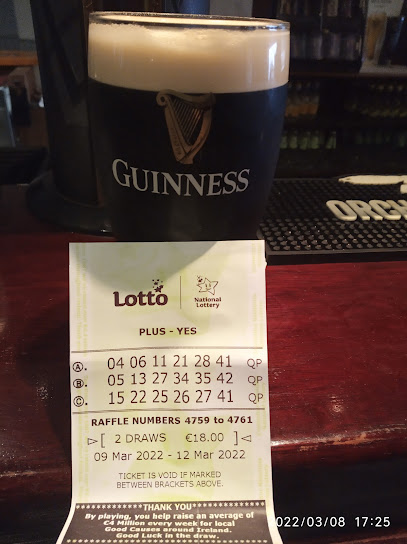 GUINNESS
ORCH
Lotto
National
Lottery
PLUS - YES
A. 04 06 11 21 28 41 QP
B. 05 13 27 34 35 42 QP
C. 15 22 25 26 27 41 QP
RAFFLE NUMBERS 4759 to 4761
[ 2 DRAWS €18.00 ]
09 Mar 2022 - 12 Mar 2022
TICKET IS VOID IF MARKED
BETWEEN BRACKETS ABOVE.
***********THANK YOU***********
By playing, you help raise an average of
€4 Million every week for local
Good Causes around Ireland.
Good Luck in the draw.
022/03/08 17:25